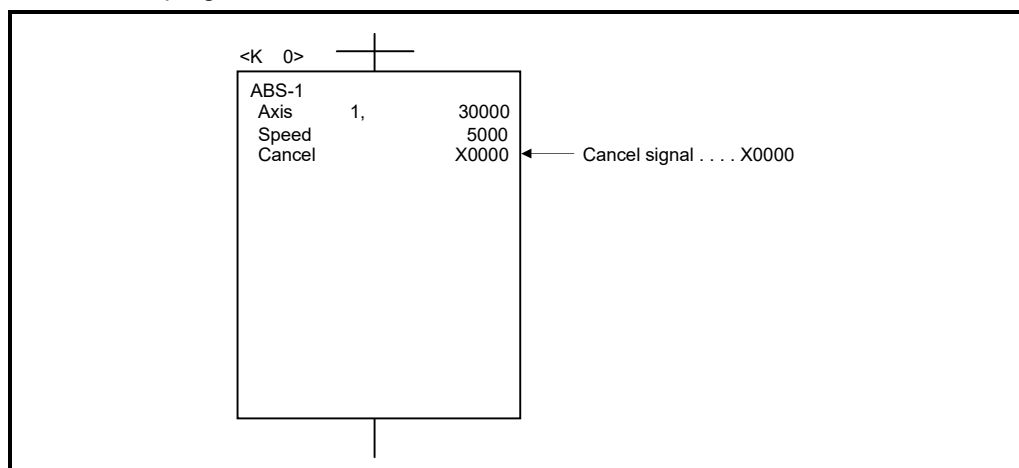 <K 0>
ABS-1
Axis 1, 30000
Speed 5000
Cancel X0000
Cancel signal . . . . X0000